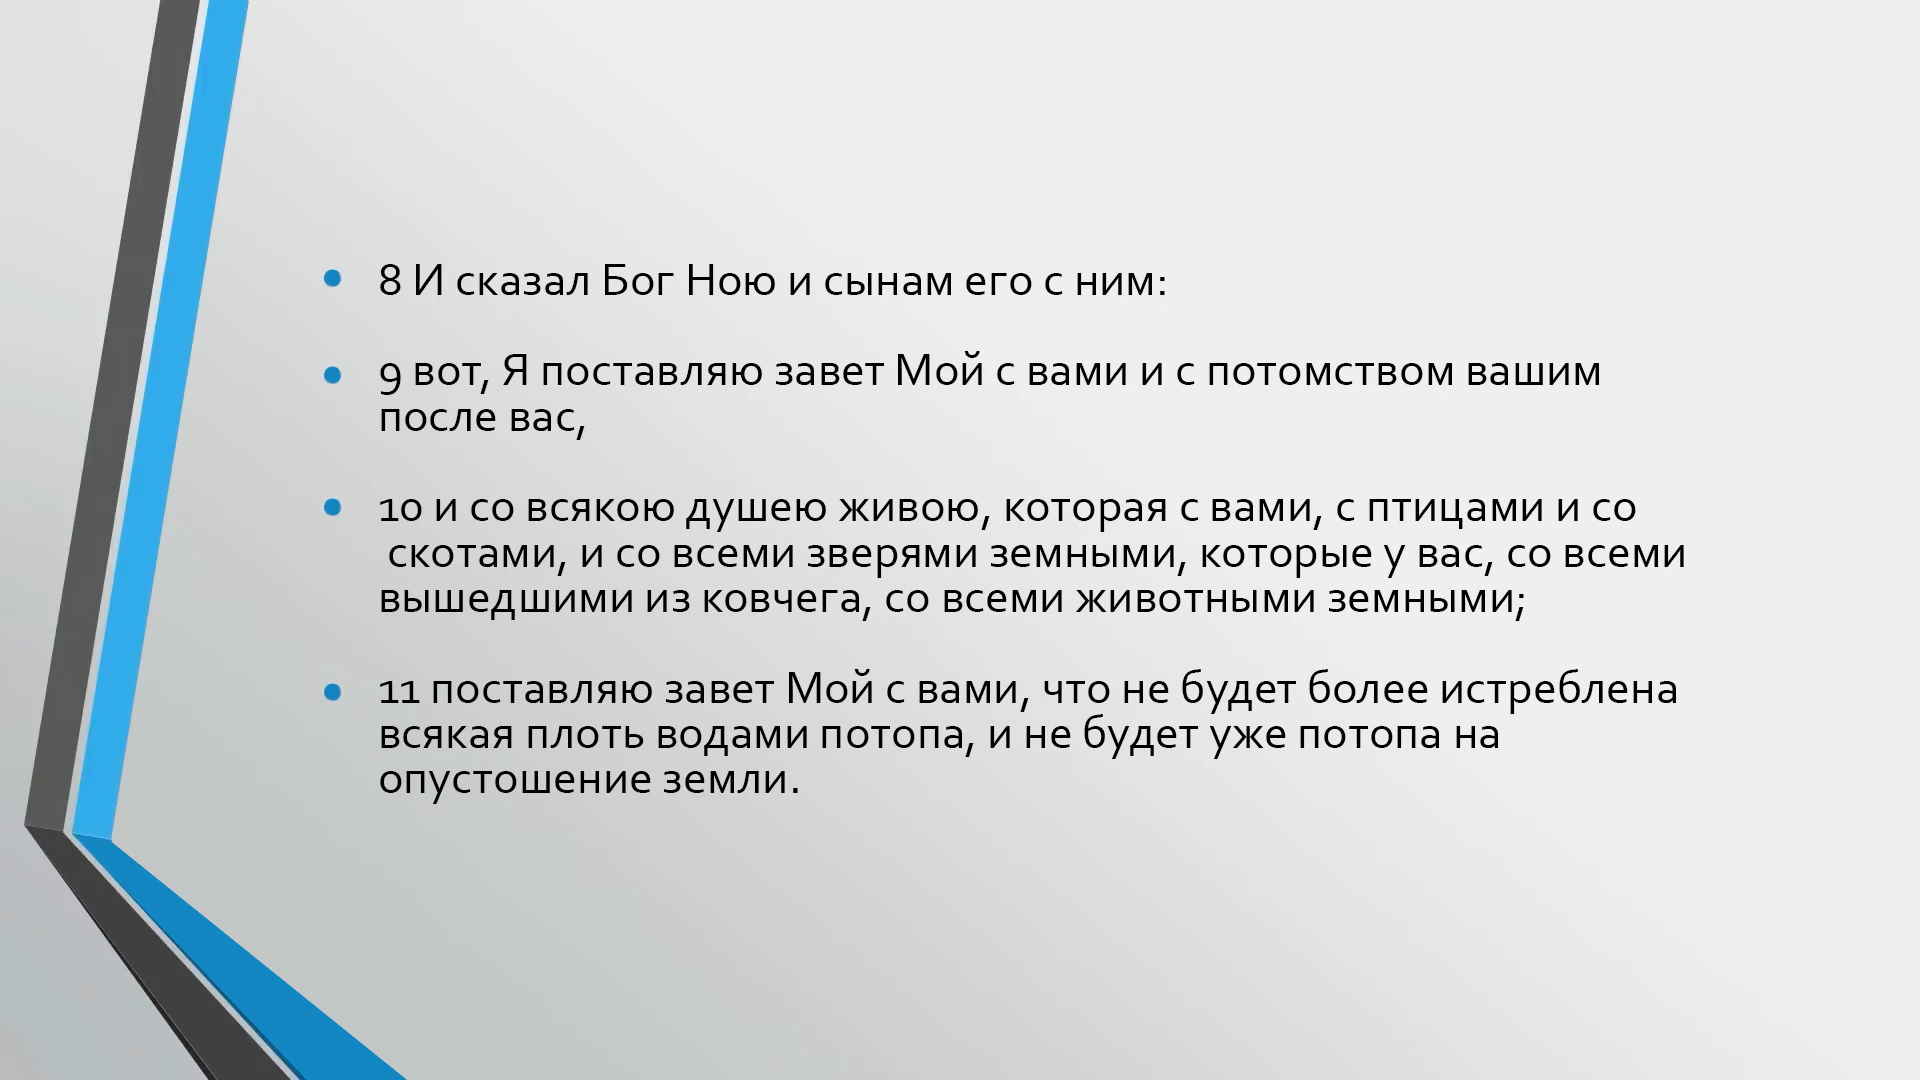 8 И сказал Бог Ною и сынам его с ним:
9 вот, Я поставляю завет Мой с вами и с потомством вашим
после вас,
10 и со всякою душею живою, которая с вами, с птицами и со
скотами, и со всеми зверями земными, которые у вас, со всеми
вышедшими из ковчега, со всеми животными земными;
11 поставляю завет Мой с вами, что не будет более истреблена
всякая плоть водами потопа, и не будет уже потопа на
опустошение земли.